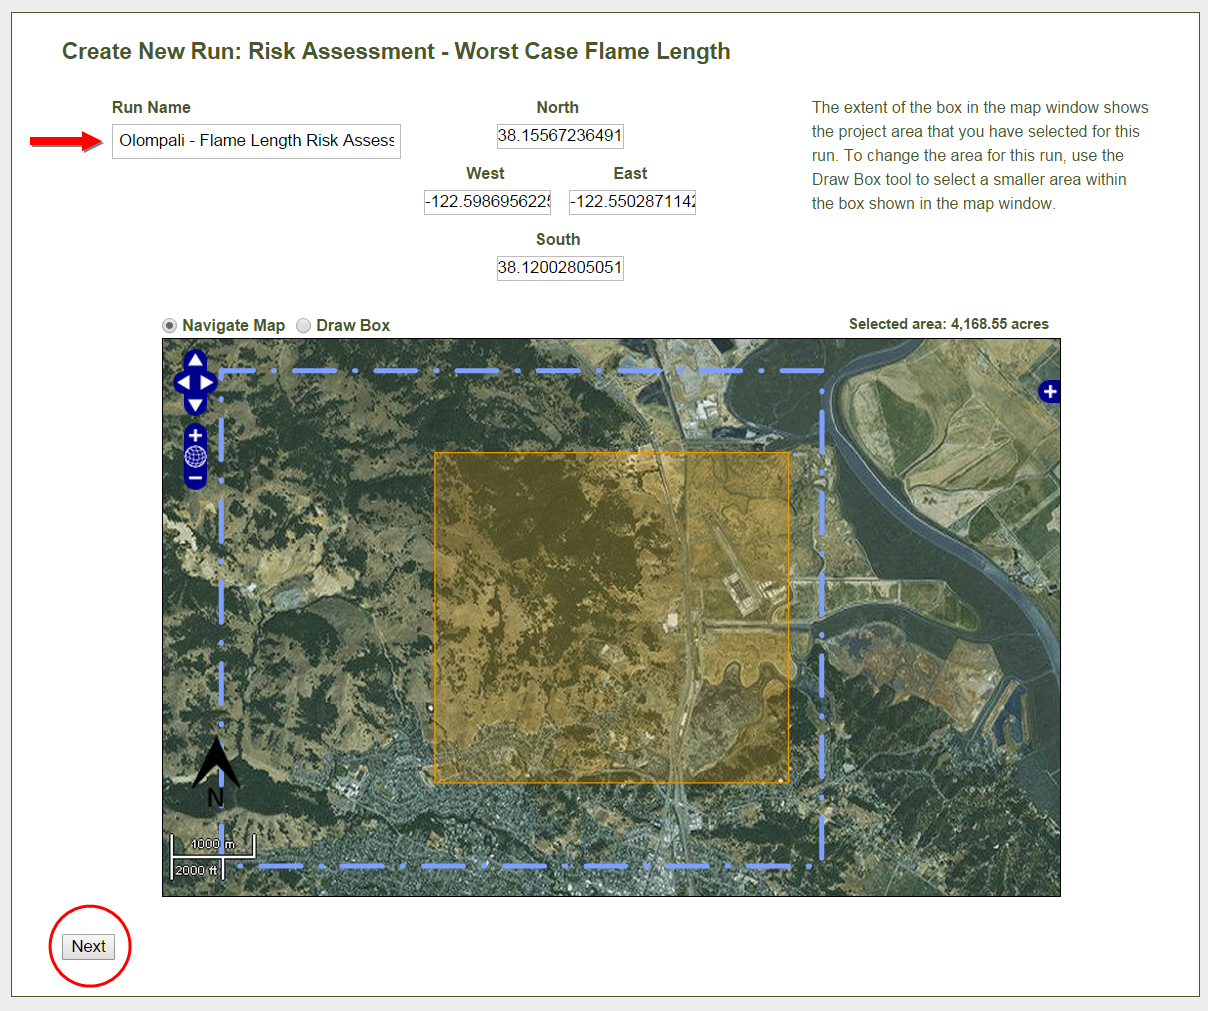 Create New Run: Risk Assessment - Worst Case Flame Length
Run Name
Olompali - Flame Length Risk Assess
North
38.15567236491
West
East
-122.5986956225
-122.5502871142
South
38.12002805051
The extent of the box in the map window shows
the project area that you have selected for this
run. To change the area for this run, use the
Draw Box tool to select a smaller area within
the box shown in the map window.
Navigate Map
Draw Box
Selected area: 4,168.55 acres
N
1000 m
2000 ft
Next